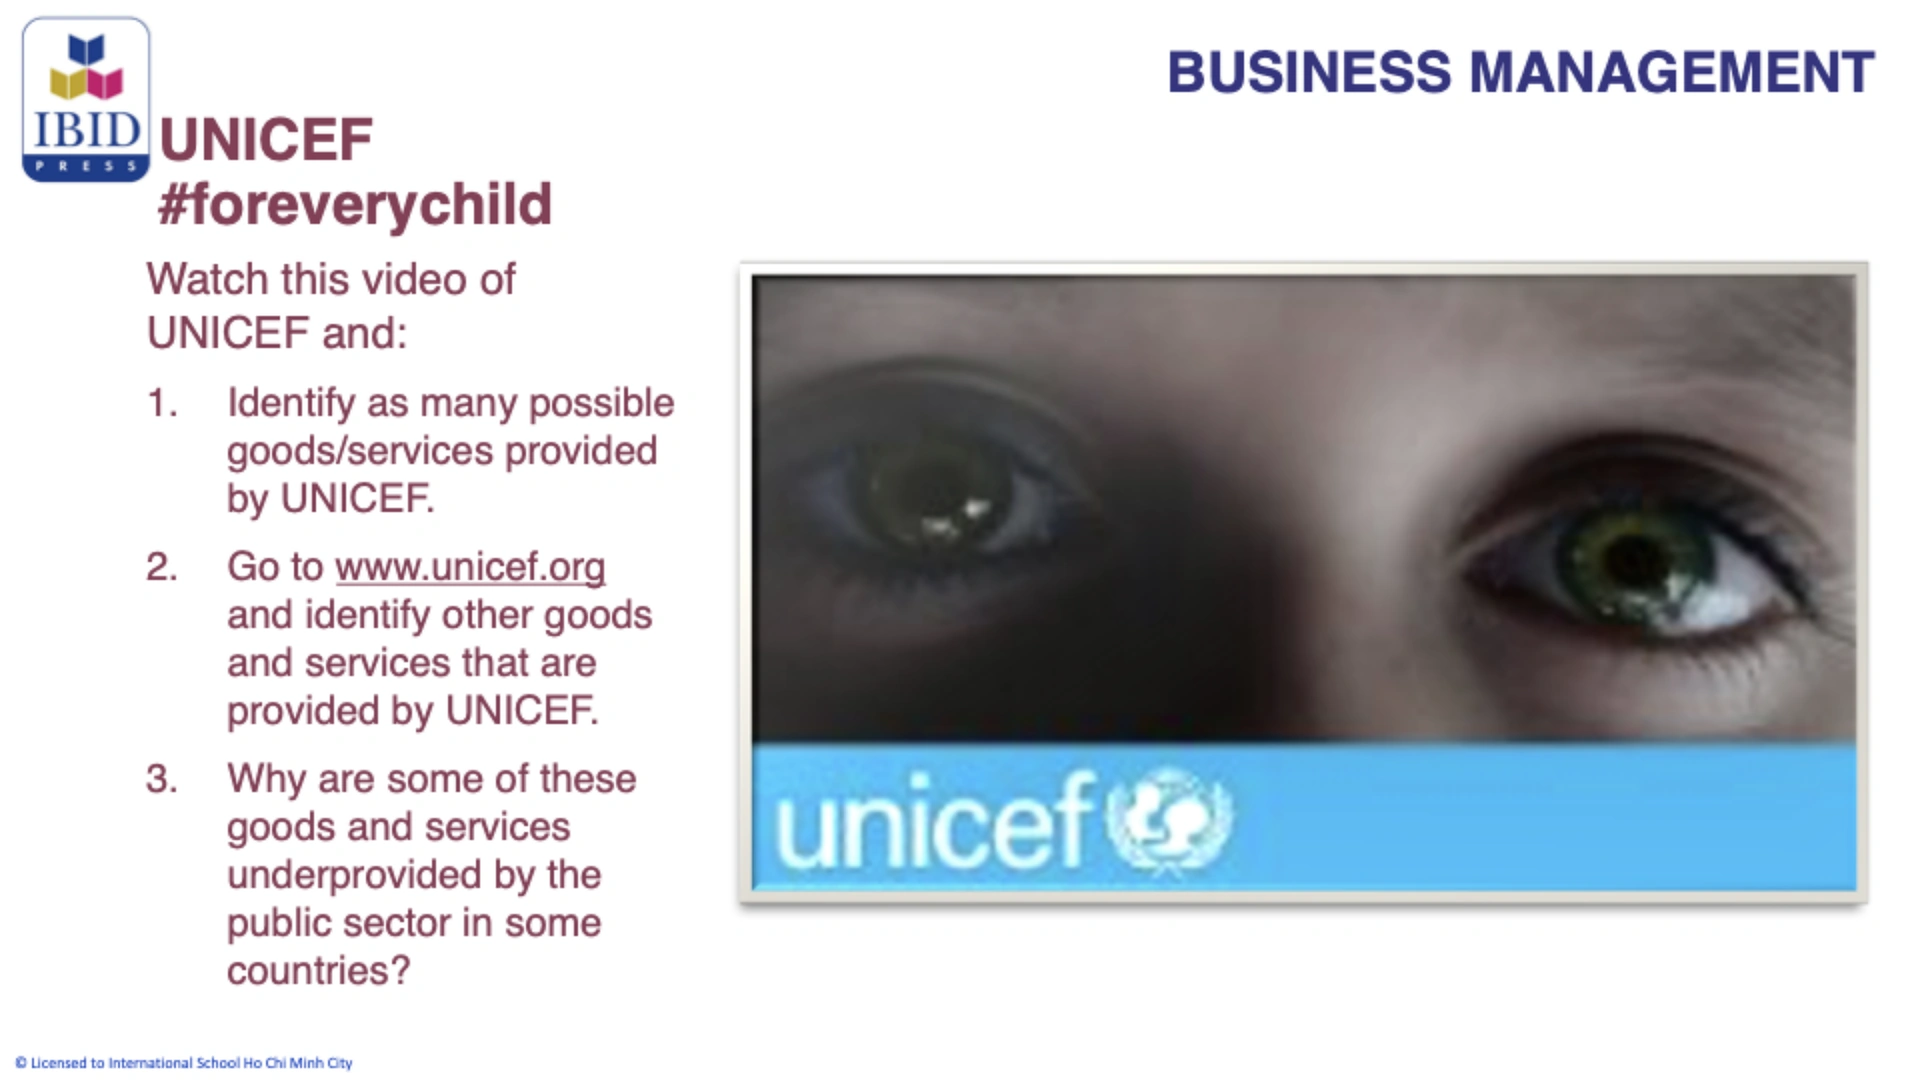 IBID
PRESS
BUSINESS MANAGEMENT
UNICEF
#foreverychild
Watch this video of
UNICEF and:
1. Identify as many possible
goods/services provided
by UNICEF.
2. Go to www.unicef.org
and identify other goods
and services that are
provided by UNICEF.
3. Why are some of these
goods and services
underprovided by the
public sector in some
countries?
unicef
© Licensed to International School Ho Chi Minh City